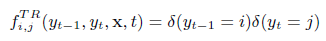 f_{i,j}^{TR}(y_{t-1}, y_t, x, t) = δ(y_{t-1} = i)δ(y_t = j)